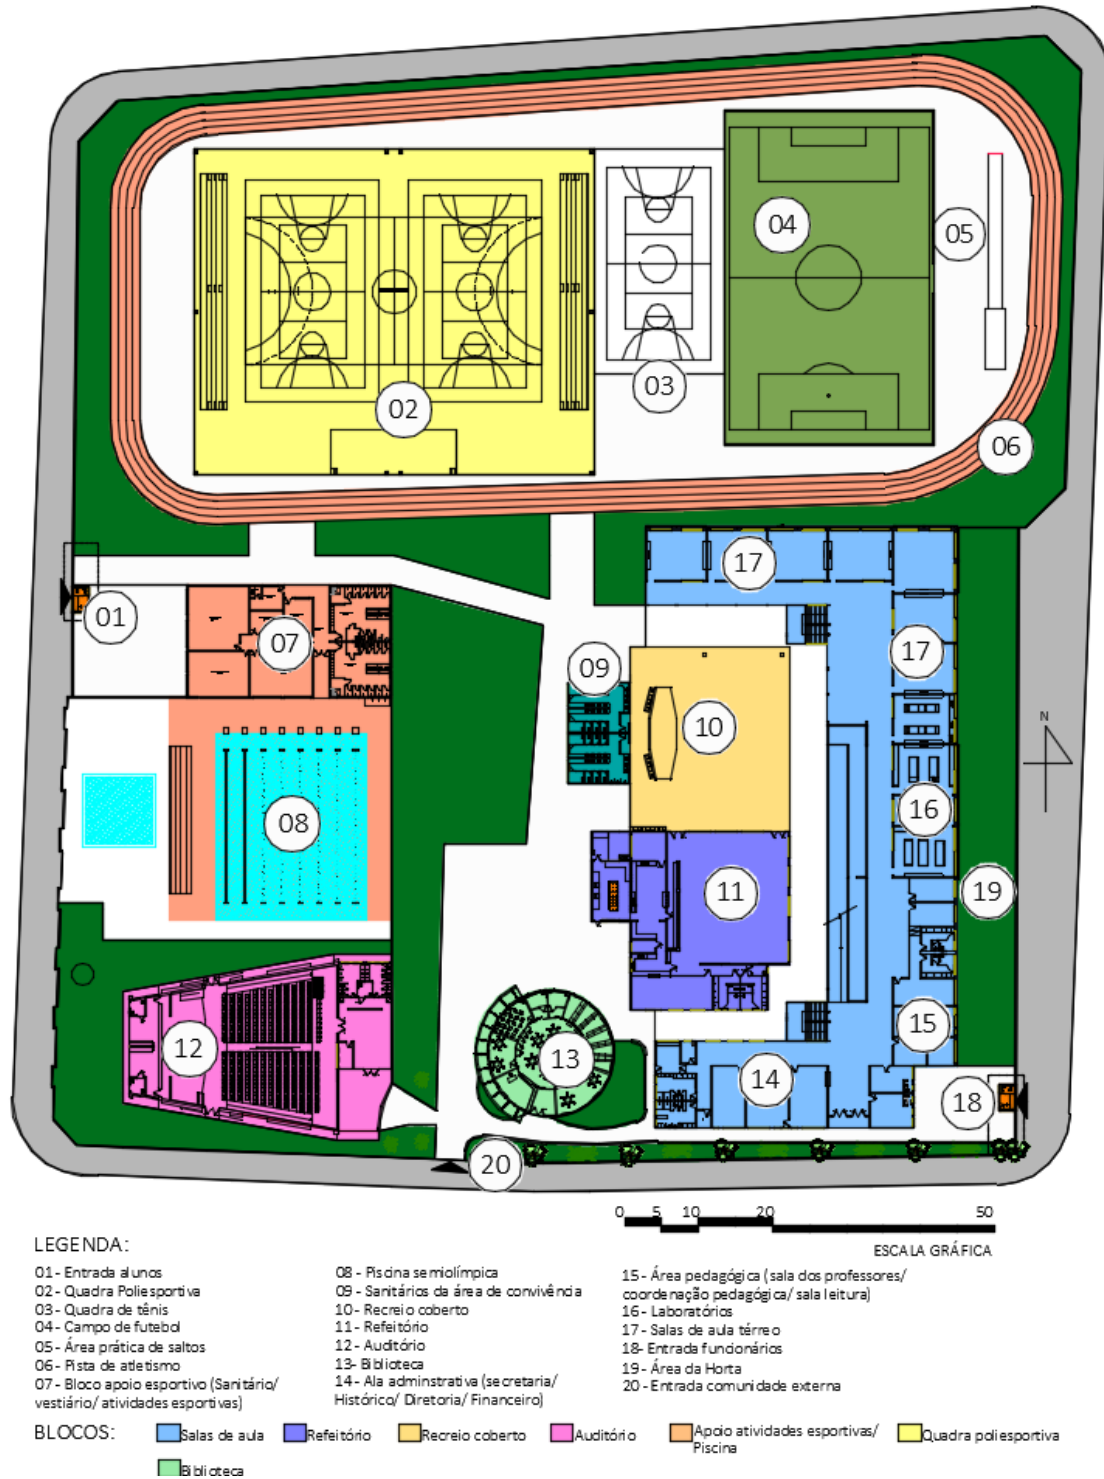 04
05
03
02
06
17
01
07
09
17
N
10
16
08
11
19
15
12
13
14
18
20
0 5 10 20 50
ESCALA GRÁFICA
LEGENDA:
01- Entrada alunos
02- Quadra Poliesportiva
03- Quadra de tênis
04- Campo de futebol
05- Área prática de saltos
06- Pista de atletismo
07- Bloco apoio esportivo (Sanitário/
vestiário/ atividades esportivas)
08 - Piscina semiolímpica
09 - Sanitários da área de convivência
10- Recreio coberto
11- Refeitório
12- Auditório
13- Biblioteca
14- Ala adminstrativa (secretaria/
Histórico/ Diretoria/ Financeiro)
15- Área pedagógica (sala dos professores/
coordenação pedagógica/ sala leitura)
16- Laboratórios
17- Salas de aula térreo
18- Entrada funcionários
19- Área da Horta
20- Entrada comunidade externa
BLOCOS:
Salas de aula
Refeitório
Recreio coberto
Auditório
Apoio atividades esportivas/
Piscina
Quadra poliesportiva
Biblioteca